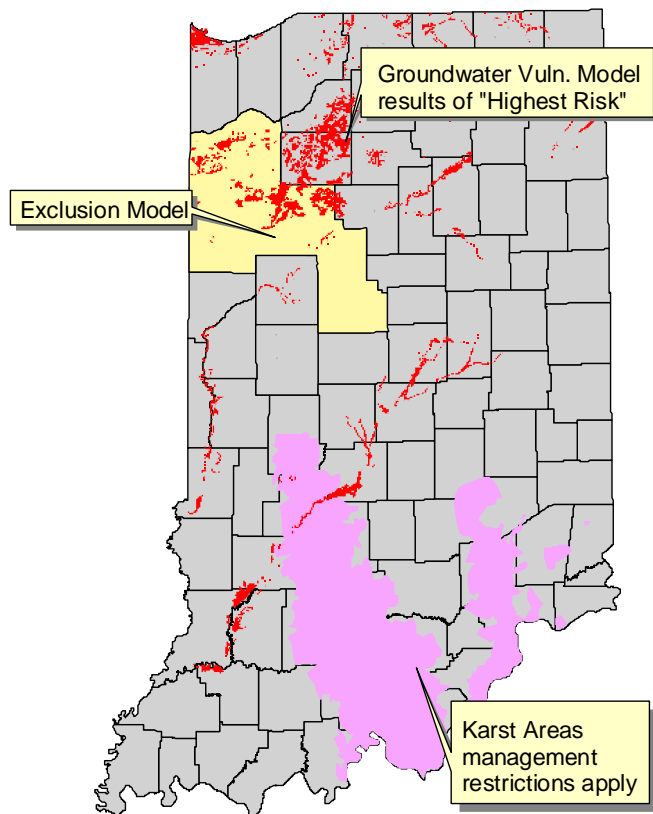 Groundwater Vuln. Model
results of "Highest Risk"
Exclusion Model
Karst Areas
management
restrictions apply